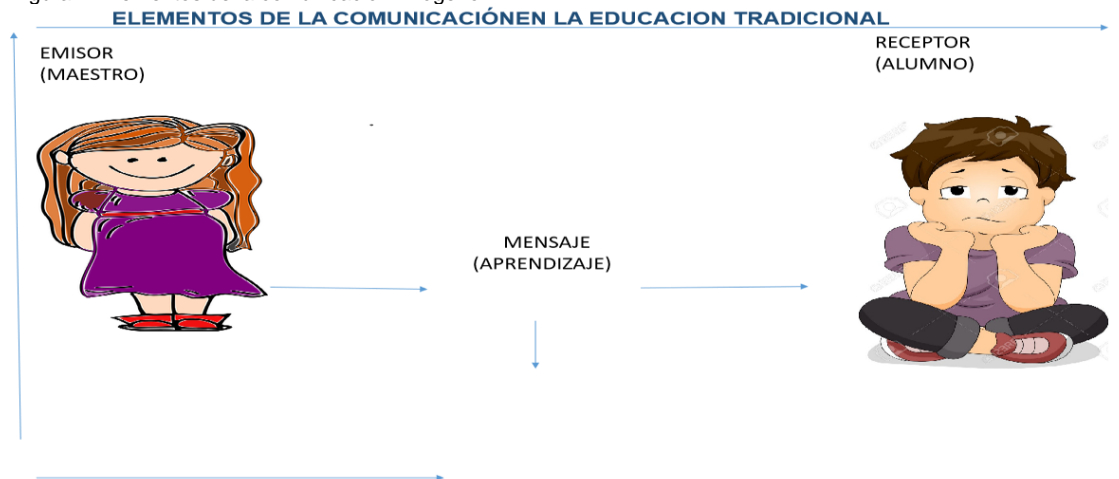 ELEMENTOS DE LA COMUNICACIÓNEN LA EDUCACION TRADICIONAL
EMISOR
(MAESTRO)
RECEPTOR
(ALUMNO)
MENSAJE
(APRENDIZAJE)